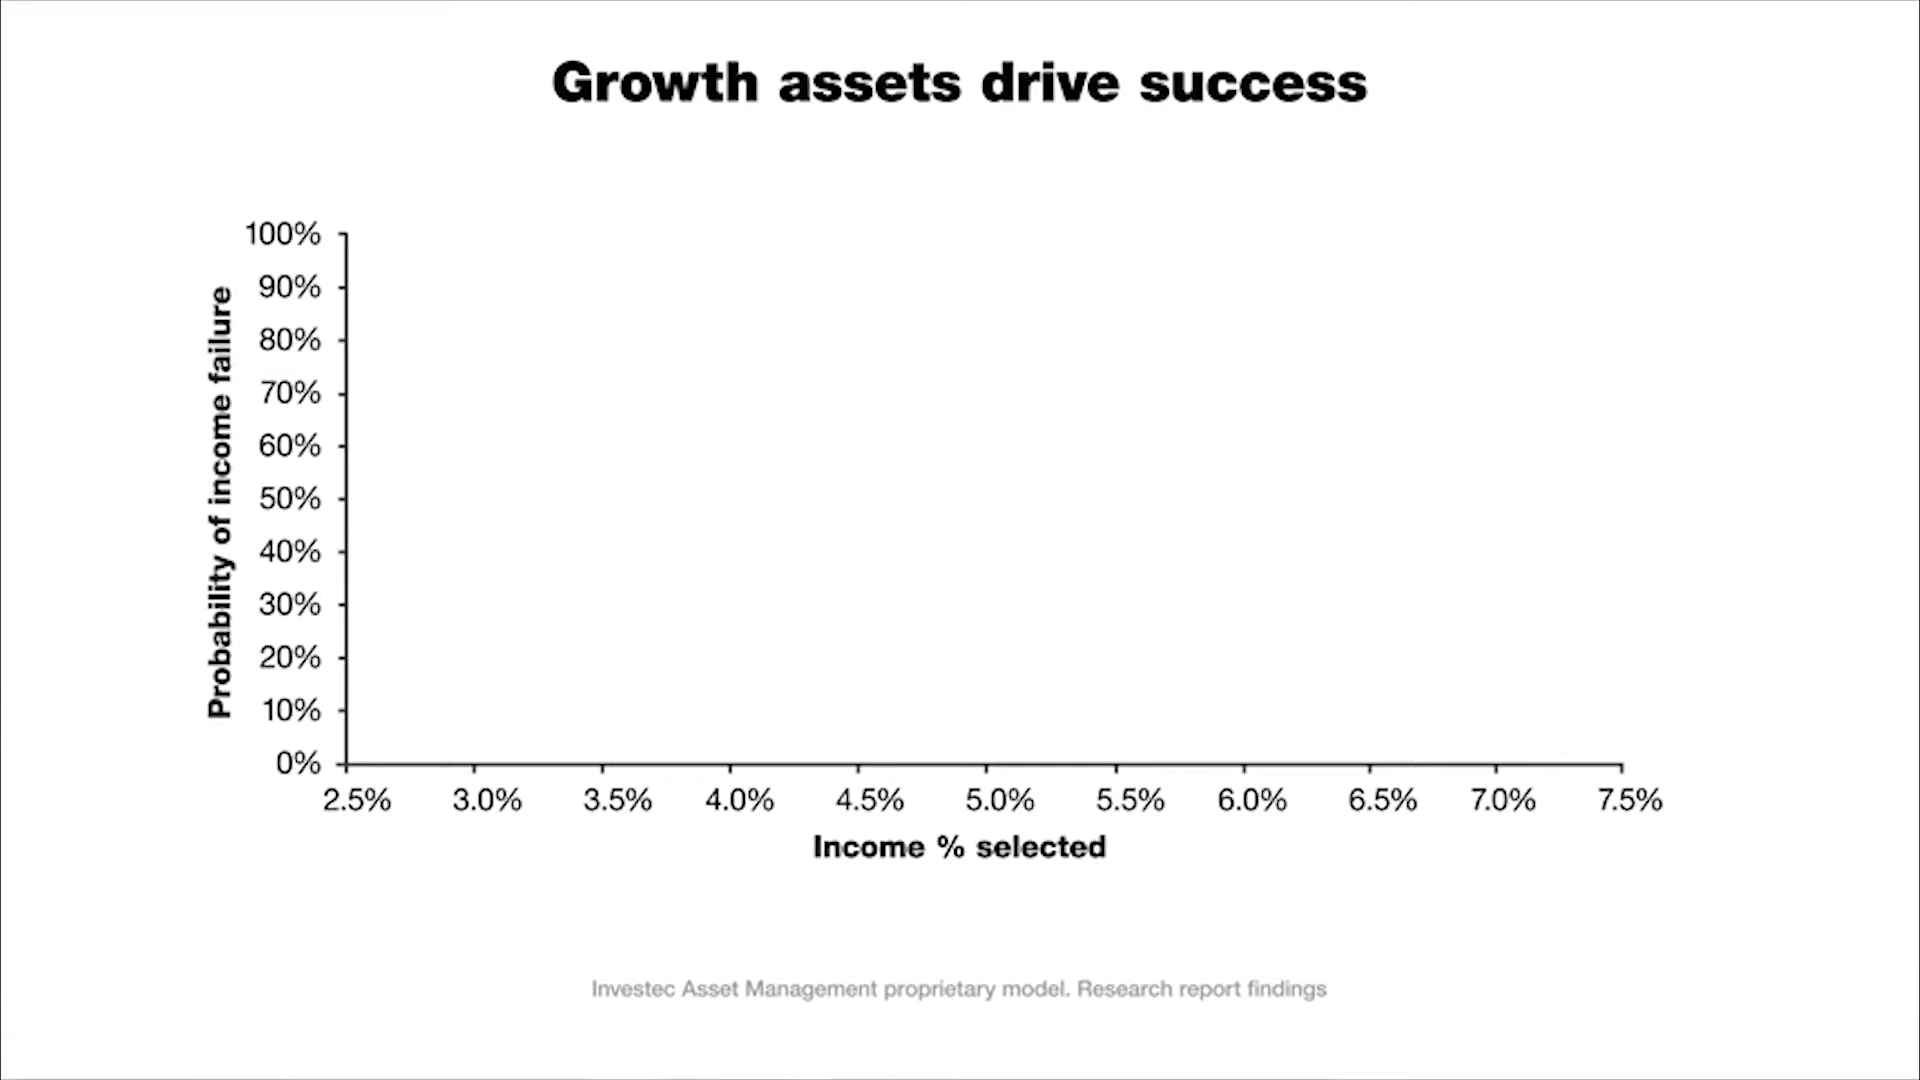 Growth assets drive success
Probability of income failure
100%
90%
80%
70%
60%
50%
40%
30%
20%
10%
0%
2.5% 3.0% 3.5% 4.0% 4.5% 5.0% 5.5% 6.0% 6.5% 7.0% 7.5%
Income % selected
Investec Asset Management proprietary model. Research report findings